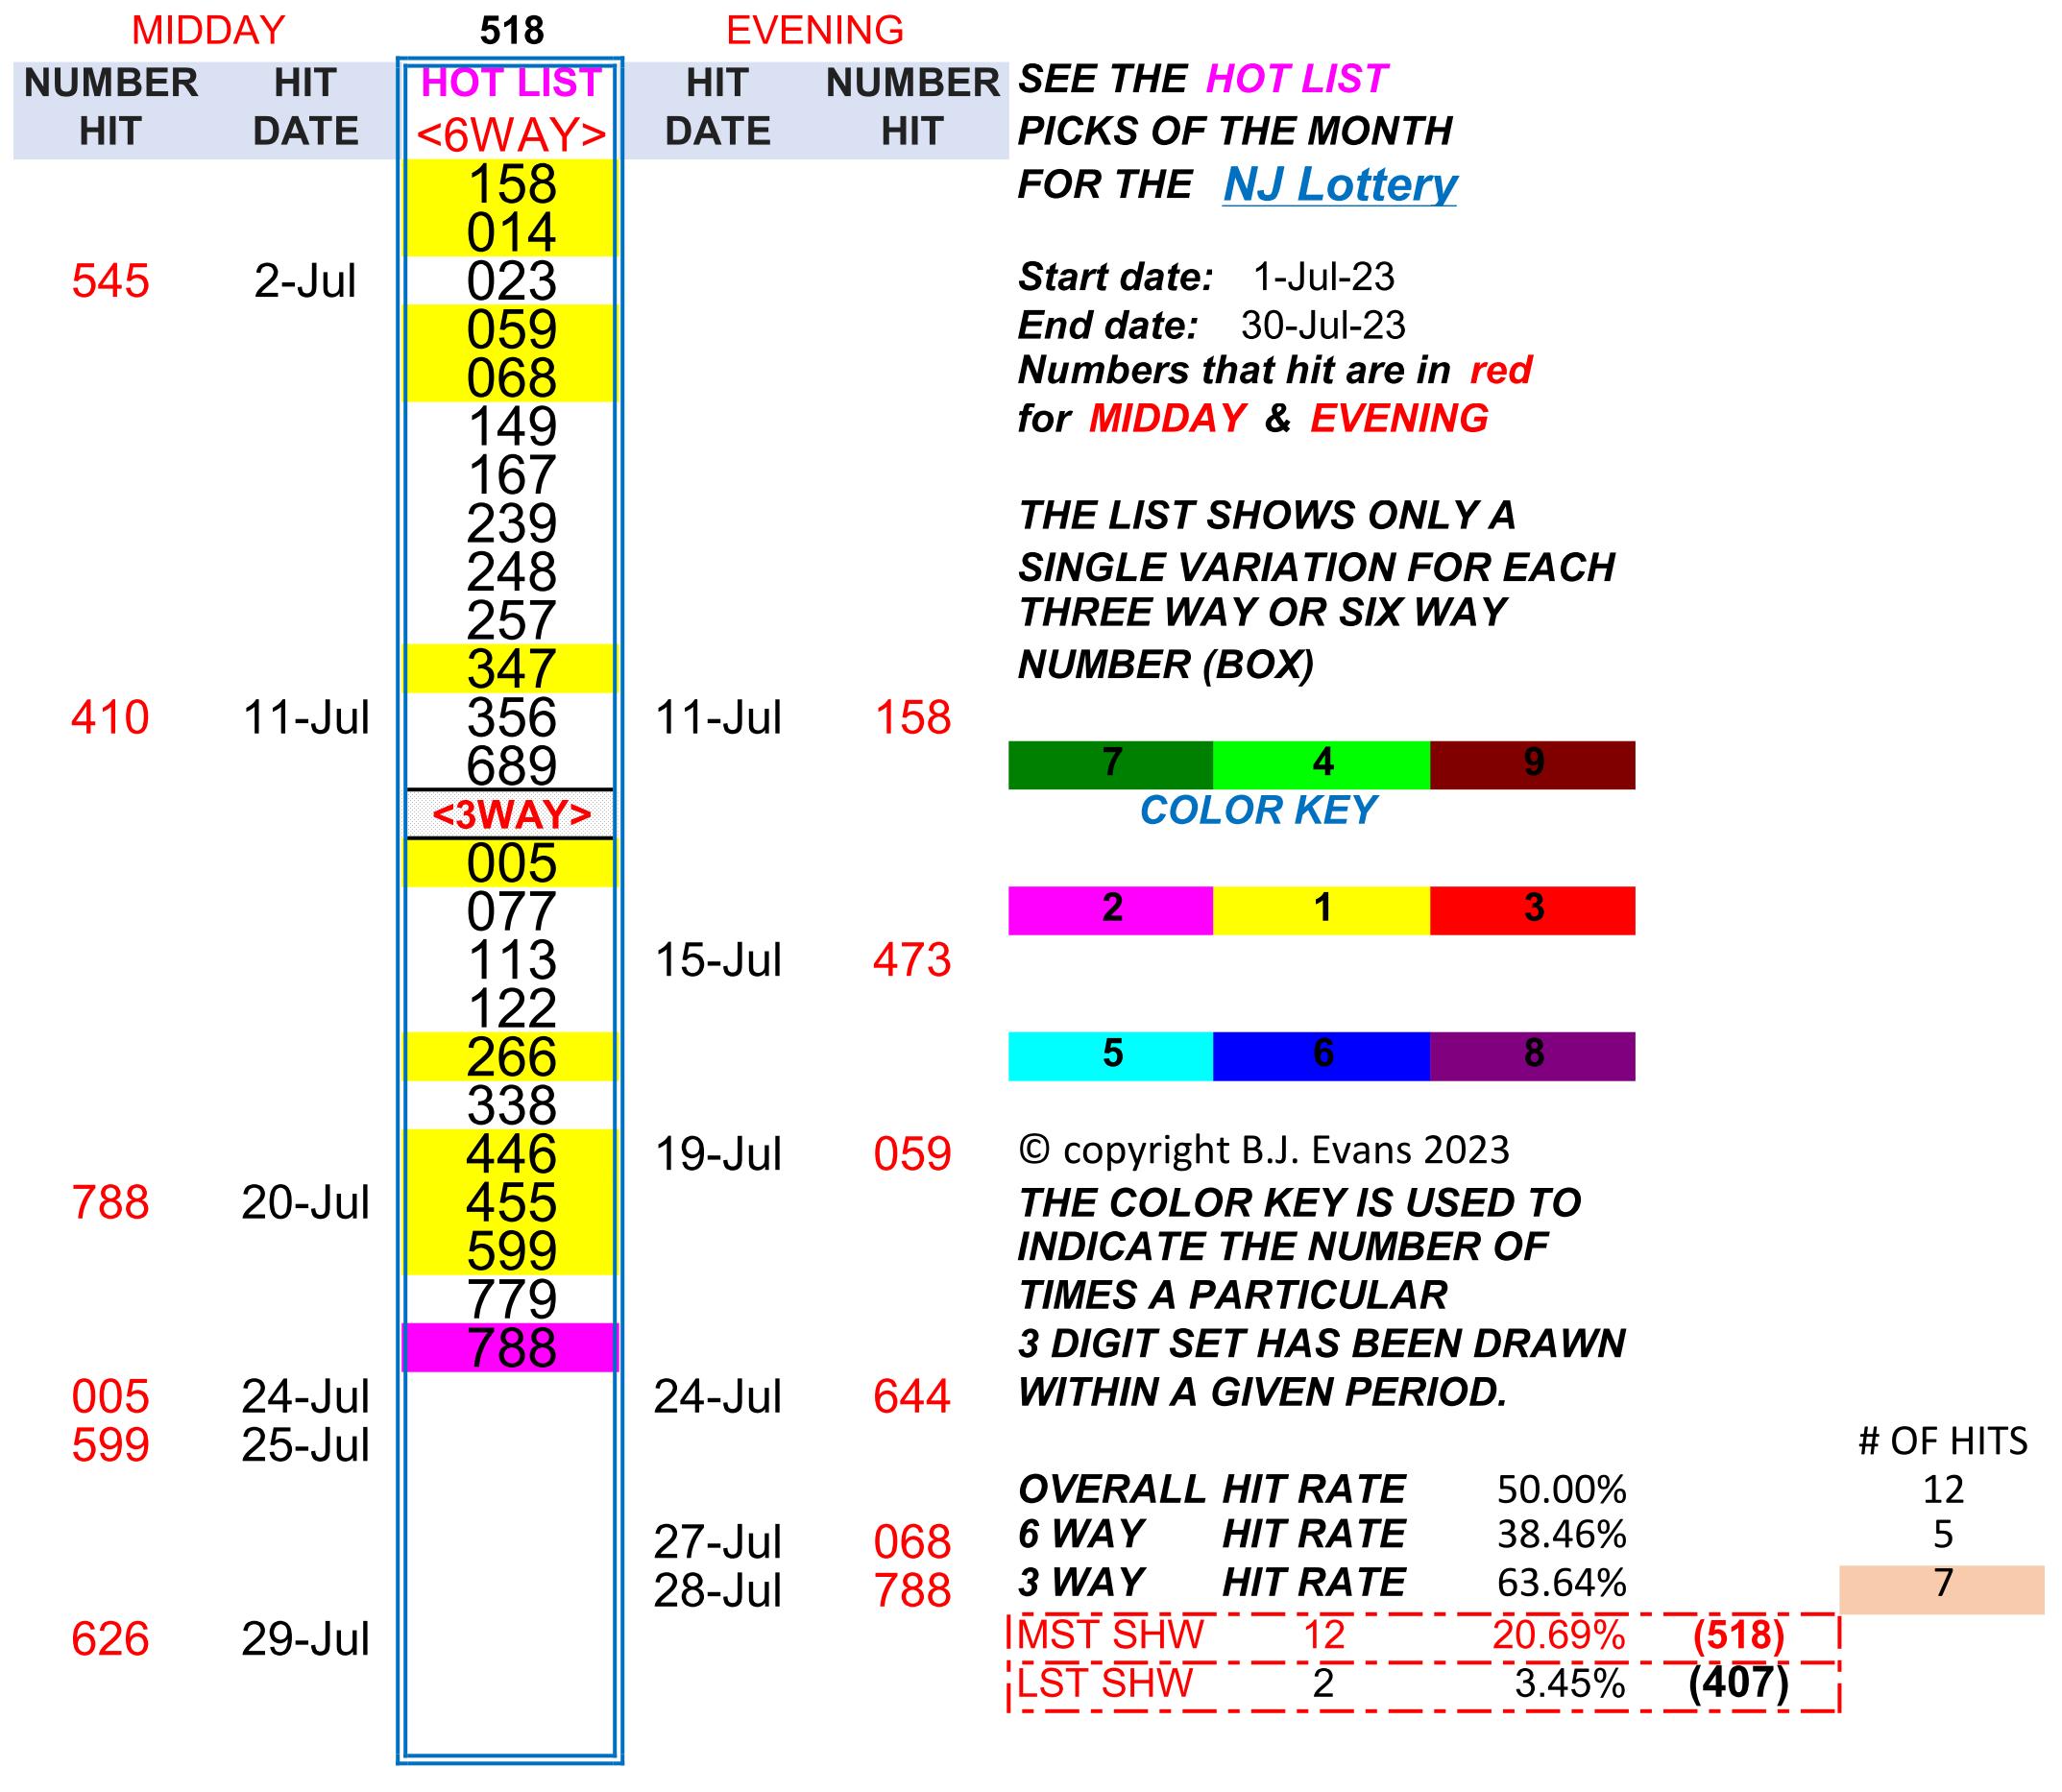 MIDDAY 518 EVENING
NUMBER HIT HOT LIST HIT NUMBER SEE THE HOT LIST
HIT DATE <6WAY> DATE HIT PICKS OF THE MONTH
158 FOR THE NJ Lottery
014
545 2-Jul 023 Start date: 1-Jul-23
059 End date: 30-Jul-23
068 Numbers that hit are in red
149 for MIDDAY & EVENING
167
239 THE LIST SHOWS ONLY A
248 SINGLE VARIATION FOR EACH
257 THREE WAY OR SIX WAY
347 NUMBER (BOX)
410 11-Jul 356 11-Jul 158
689 7 4 9
<3WAY> COLOR KEY
005
077 2 1 3
113 15-Jul 473
122
266 5 6 8
338
446 19-Jul 059 © copyright B.J. Evans 2023
788 20-Jul 455 THE COLOR KEY IS USED TO
599 INDICATE THE NUMBER OF
779 TIMES A PARTICULAR
788 3 DIGIT SET HAS BEEN DRAWN
005 24-Jul 24-Jul 644 WITHIN A GIVEN PERIOD.
599 25-Jul # OF HITS
OVERALL HIT RATE 50.00% 12
27-Jul 068 6 WAY HIT RATE 38.46% 5
28-Jul 788 3 WAY HIT RATE 63.64% 7
626 29-Jul MST SHW 12 20.69% (518)
LST SHW 2 3.45% (407)